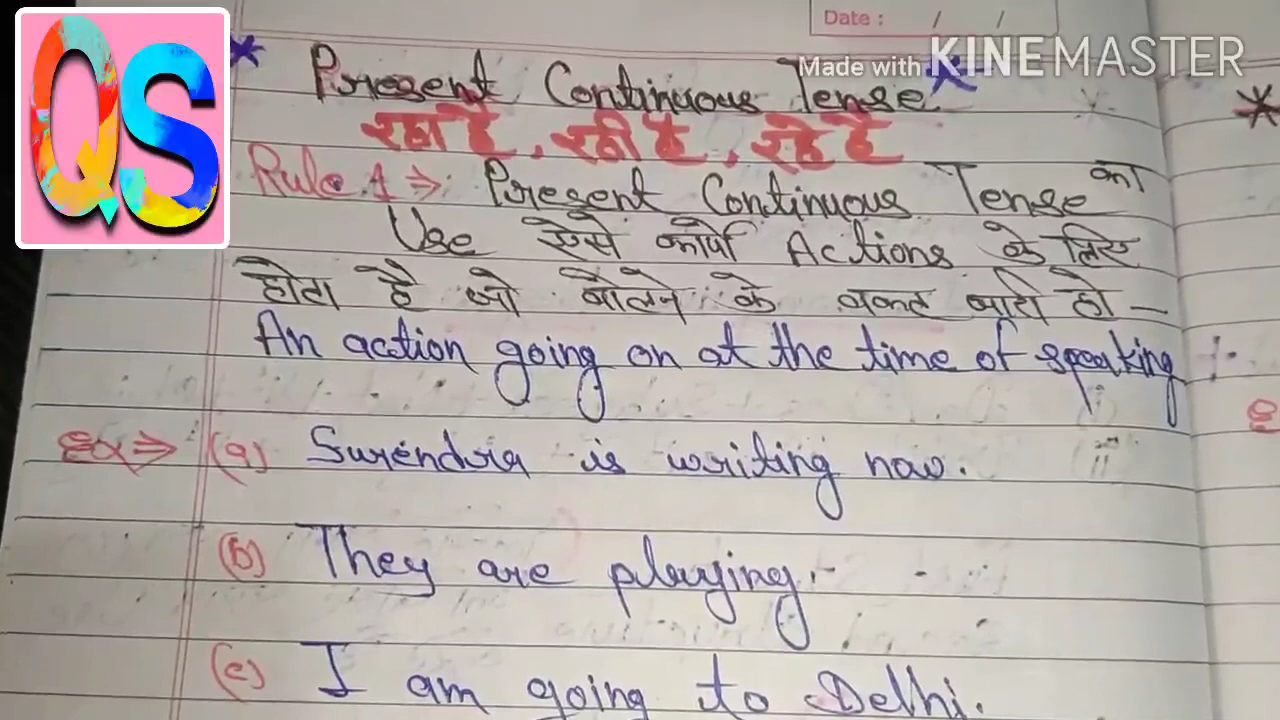 QS
Date : / /
Made with KINEMASTER
* Present Continuous Tense *
रहा है, रही है, रहे है
Rule 1 ⇒ Present Continuous Tense का
Use ऐसे कार्यो Actions के लिए
होता है जो बोलने के वक्त जारी हो —
An action going on at the time of speaking
Ex ⇒ (a) Surendra is writing now.
(b) They are playing.
(c) I am going to Delhi.